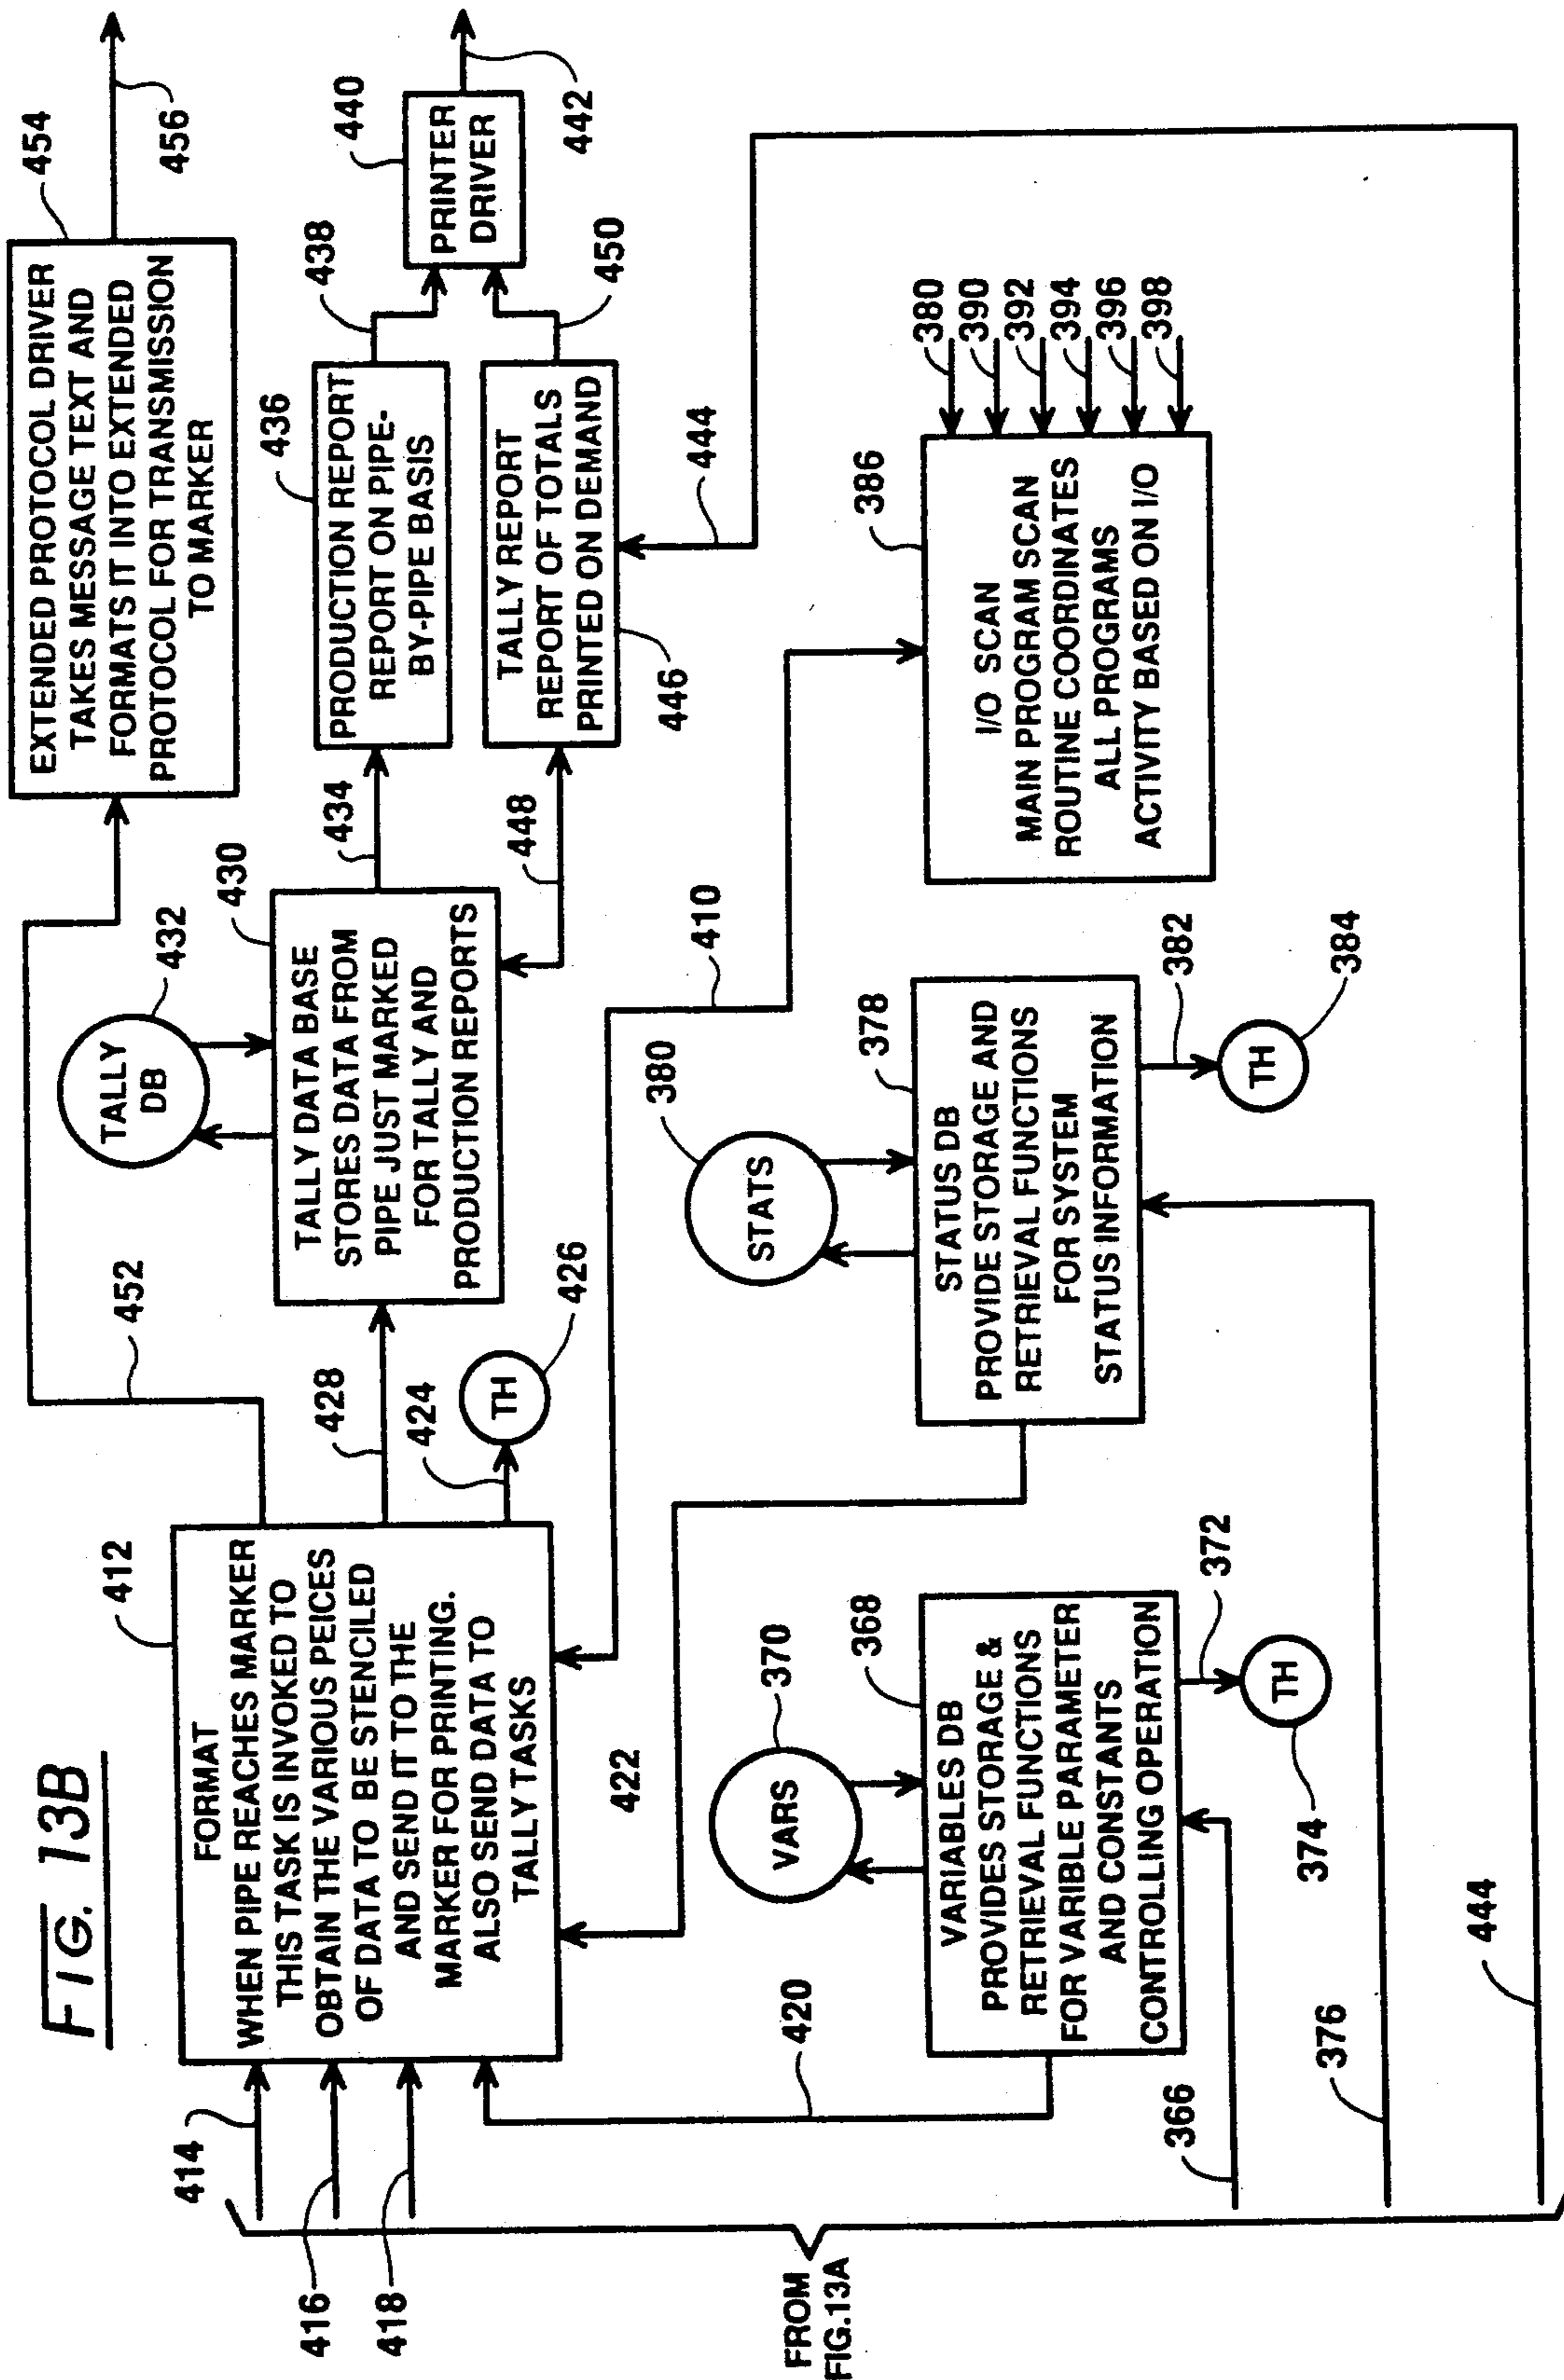 FIG. 13B
454
EXTENDED PROTOCOL DRIVER
TAKES MESSAGE TEXT AND
FORMATS IT INTO EXTENDED
PROTOCOL FOR TRANSMISSION
TO MARKER
456
452
412
FORMAT
WHEN PIPE REACHES MARKER
THIS TASK IS INVOKED TO
OBTAIN THE VARIOUS PEICES
OF DATA TO BE STENCILED
AND SEND IT TO THE
MARKER FOR PRINTING.
ALSO SEND DATA TO
TALLY TASKS
414
416
418
428
424
TH
426
TALLY
DB
432
430
TALLY DATA BASE
STORES DATA FROM
PIPE JUST MARKED
FOR TALLY AND
PRODUCTION REPORTS
434
448
436
PRODUCTION REPORT
REPORT ON PIPE-
BY-PIPE BASIS
438
440
PRINTER
DRIVER
442
TALLY REPORT
REPORT OF TOTALS
PRINTED ON DEMAND
446
450
444
410
422
420
370
VARS
368
VARIABLES DB
PROVIDES STORAGE &
RETRIEVAL FUNCTIONS
FOR VARIBLE PARAMETER
AND CONSTANTS
CONTROLLING OPERATION
372
TH
374
380
STATS
378
STATUS DB
PROVIDE STORAGE AND
RETRIEVAL FUNCTIONS
FOR SYSTEM
STATUS INFORMATION
382
TH
384
386
I/O SCAN
MAIN PROGRAM SCAN
ROUTINE COORDINATES
ALL PROGRAMS
ACTIVITY BASED ON I/O
380
390
392
394
396
398
366
376
444
FROM
FIG.13A